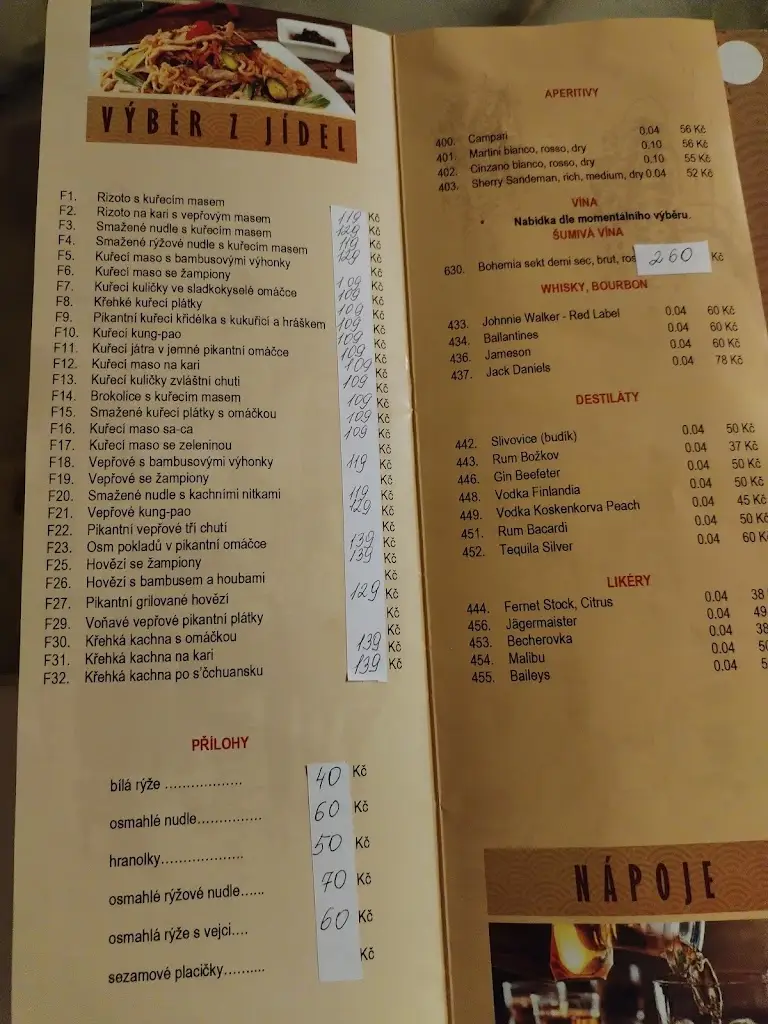 VÝBĚR Z JÍDEL
F1. Rizoto s kuřecím masem
F2. Rizoto na kari s vepřovým masem 119 Kč
F3. Smažené nudle s kuřecím masem 129 Kč
F4. Smažené rýžové nudle s kuřecím masem 119 Kč
F5. Kuřecí maso s bambusovými výhonky 129 Kč
F6. Kuřecí maso se žampiony Kč
F7. Kuřecí kuličky ve sladkokyselé omáčce 109 Kč
F8. Křehké kuřecí plátky 109 Kč
F9. Pikantní kuřecí křidélka s kukuřicí a hráškem 109 Kč
F10. Kuřecí kung-pao 109 Kč
F11. Kuřecí játra v jemné pikantní omáčce 109 Kč
F12. Kuřecí maso na kari 109 Kč
F13. Kuřecí kuličky zvláštní chuti 109 Kč
F14. Brokolice s kuřecím masem 109 Kč
F15. Smažené kuřecí plátky s omáčkou 109 Kč
F16. Kuřecí maso sa-ca 109 Kč
F17. Kuřecí maso se zeleninou Kč
F18. Vepřové s bambusovými výhonky 119 Kč
F19. Vepřové se žampiony Kč
F20. Smažené nudle s kachními nitkami 119 Kč
F21. Vepřové kung-pao 129 Kč
F22. Pikantní vepřové tří chutí Kč
F23. Osm pokladů v pikantní omáčce 139 Kč
F25. Hovězí se žampiony 139 Kč
F26. Hovězí s bambusem a houbami Kč
F27. Pikantní grilované hovězí 129 Kč
F29. Voňavé vepřové pikantní plátky Kč
F30. Křehká kachna s omáčkou Kč
F31. Křehká kachna na kari 139 Kč
F32. Křehká kachna po s'čchuansku 139 Kč
PŘÍLOHY
bílá rýže .................. 40 Kč
osmahlé nudle............... 60 Kč
hranolky................... 50 Kč
osmahlé rýžové nudle...... 70 Kč
osmahlá rýže s vejci.... 60 Kč
sezamové placičky.......... Kč
APERITIVY
400. Campari 0.04 56 Kč
401. Martini bianco, rosso, dry 0.10 56 Kč
402. Cinzano bianco, rosso, dry 0.10 55 Kč
403. Sherry Sandeman, rich, medium, dry 0.04 52 Kč
VÍNA
• Nabídka dle momentálního výběru.
ŠUMIVÁ VÍNA
630. Bohemia sekt demi sec, brut, ros 260 Kč
WHISKY, BOURBON
433. Johnnie Walker - Red Label 0.04 60 Kč
434. Ballantines 0.04 60 Kč
436. Jameson 0.04 60 Kč
437. Jack Daniels 0.04 78 Kč
DESTILÁTY
442. Slivovice (budík) 0.04 50 Kč
443. Rum Božkov 0.04 37 Kč
446. Gin Beefeter 0.04 50 Kč
448. Vodka Finlandia 0.04 50 Kč
449. Vodka Koskenkorva Peach 0.04 45 Kč
451. Rum Bacardi 0.04 50 Kč
452. Tequila Silver 0.04 60 K
LIKÉRY
444. Fernet Stock, Citrus 0.04 38
456. Jägermaister 0.04 49
453. Becherovka 0.04 38
454. Malibu 0.04 50
455. Baileys 0.04 5
NÁPOJE